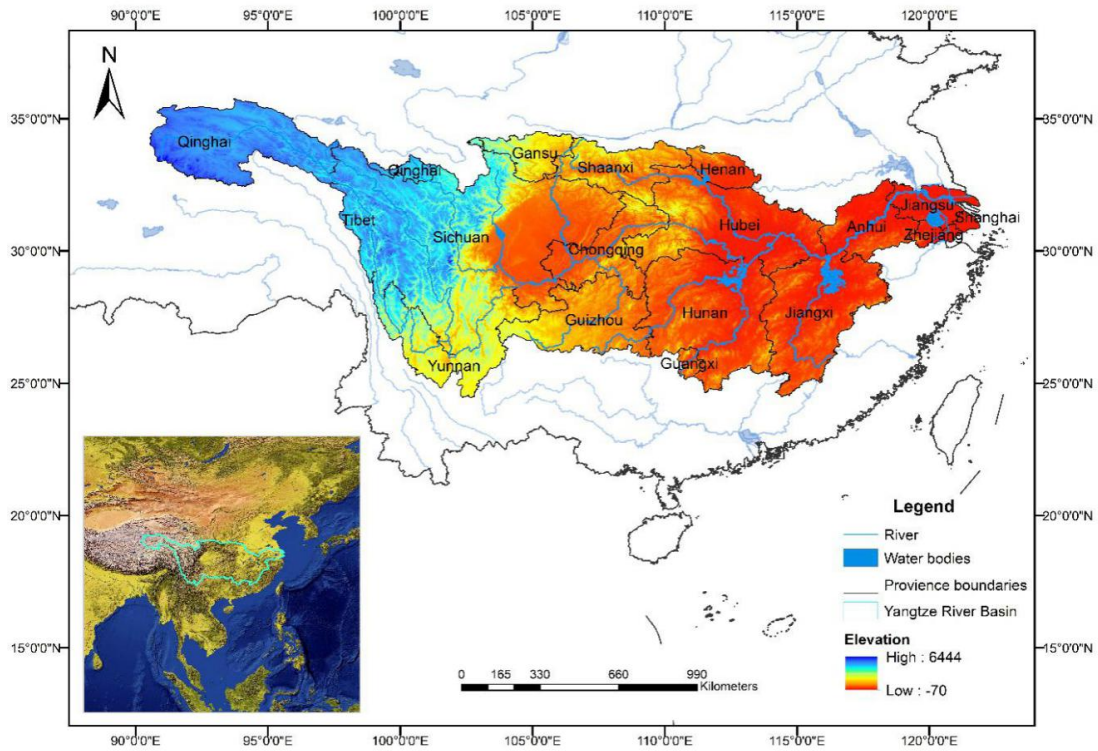 90°0'0"E 95°0'0"E 100°0'0"E 105°0'0"E 110°0'0"E 115°0'0"E 120°0'0"E
N
35°0'0"N 35°0'0"N
Qinghai
Gansu
Shaanxi
Henan
Qinghai
Tibet
Sichuan
Chongqing
Hubei
Anhui
Jiangsu
Shanghai
Zhejiang
30°0'0"N 30°0'0"N
Guizhou
Hunan
Jiangxi
Yunnan
Guangxi
25°0'0"N 25°0'0"N
20°0'0"N 20°0'0"N
15°0'0"N 15°0'0"N
Legend
River
Water bodies
Provience boundaries
Yangtze River Basin
Elevation
High : 6444
Low : -70
0 165 330 660 990
Kilometers
90°0'0"E 95°0'0"E 100°0'0"E 105°0'0"E 110°0'0"E 115°0'0"E 120°0'0"E